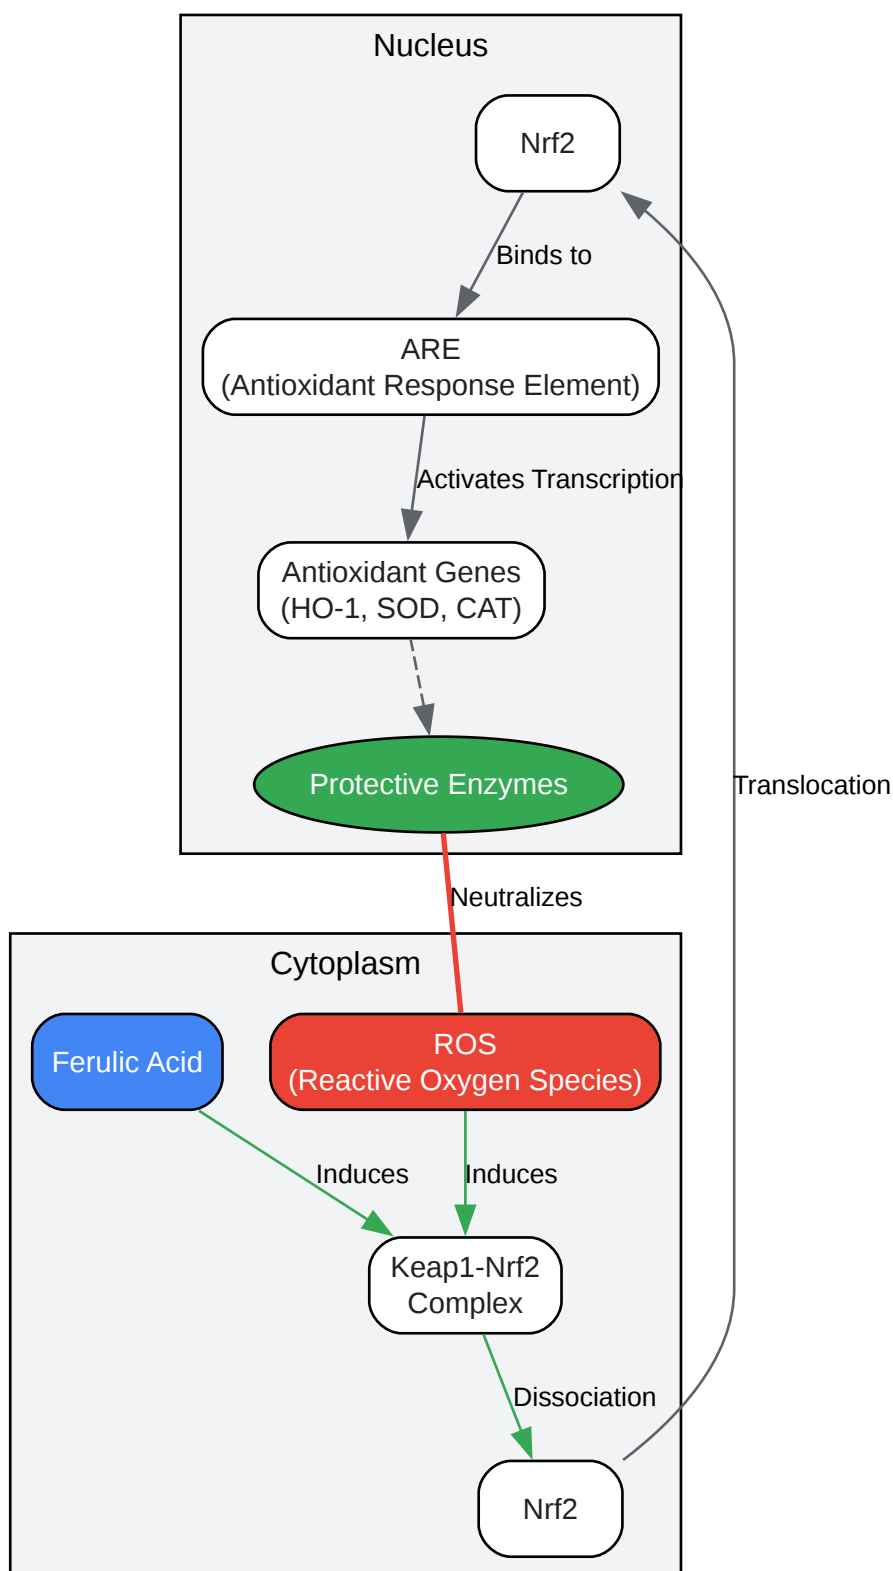 Nucleus
Nrf2
Binds to
ARE
(Antioxidant Response Element)
Activates Transcription
Antioxidant Genes
(HO-1, SOD, CAT)
Protective Enzymes
Translocation
Neutralizes
Cytoplasm
Ferulic Acid
ROS
(Reactive Oxygen Species)
Induces
Induces
Keap1-Nrf2
Complex
Dissociation
Nrf2